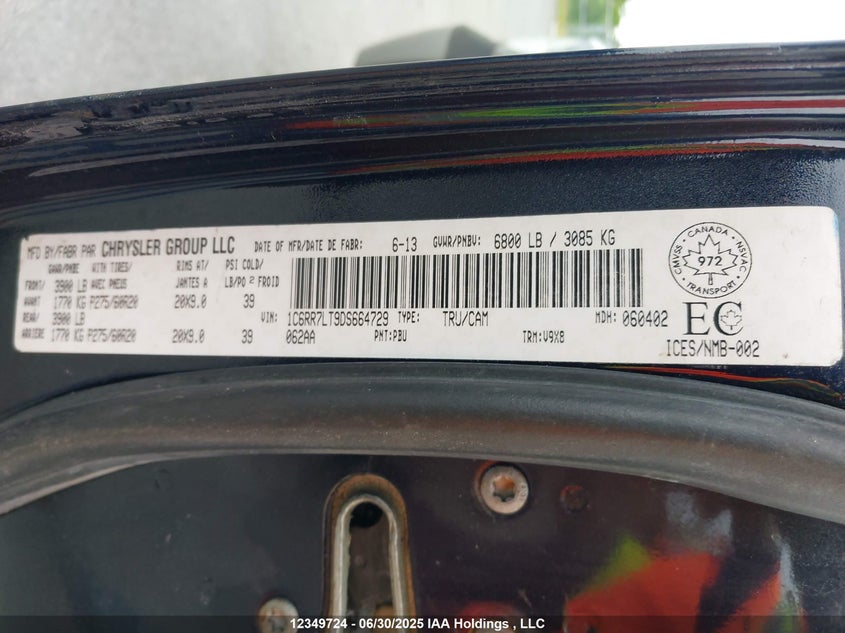 MFD BY/FABR PAR CHRYSLER GROUP LLC DATE OF MFR/DATE DE FABR: 6-13 GVWR/PNBV: 6800 LB / 3085 KG
GAWR/PNBE WITH TIRES/ RIMS AT/ PSI COLD/
FRONT/ 3900 LB AVEC PNEUS JANTES A LB/PO 2 FROID
AVANT 1770 KG P275/60R20 20X9.0 39
REAR/ 3900 LB VIN: 1C6RR7LT9DS664729 TYPE: TRU/CAM MDH: 060402
ARRIERE 1770 KG P275/60R20 20X9.0 39 062AA PNT:PBU TRM:V9X8
CMVSS CANADA NSVAC
972
TRANSPORT
EC
ICES/NMB-002
12349724 - 06/30/2025 IAA Holdings , LLC